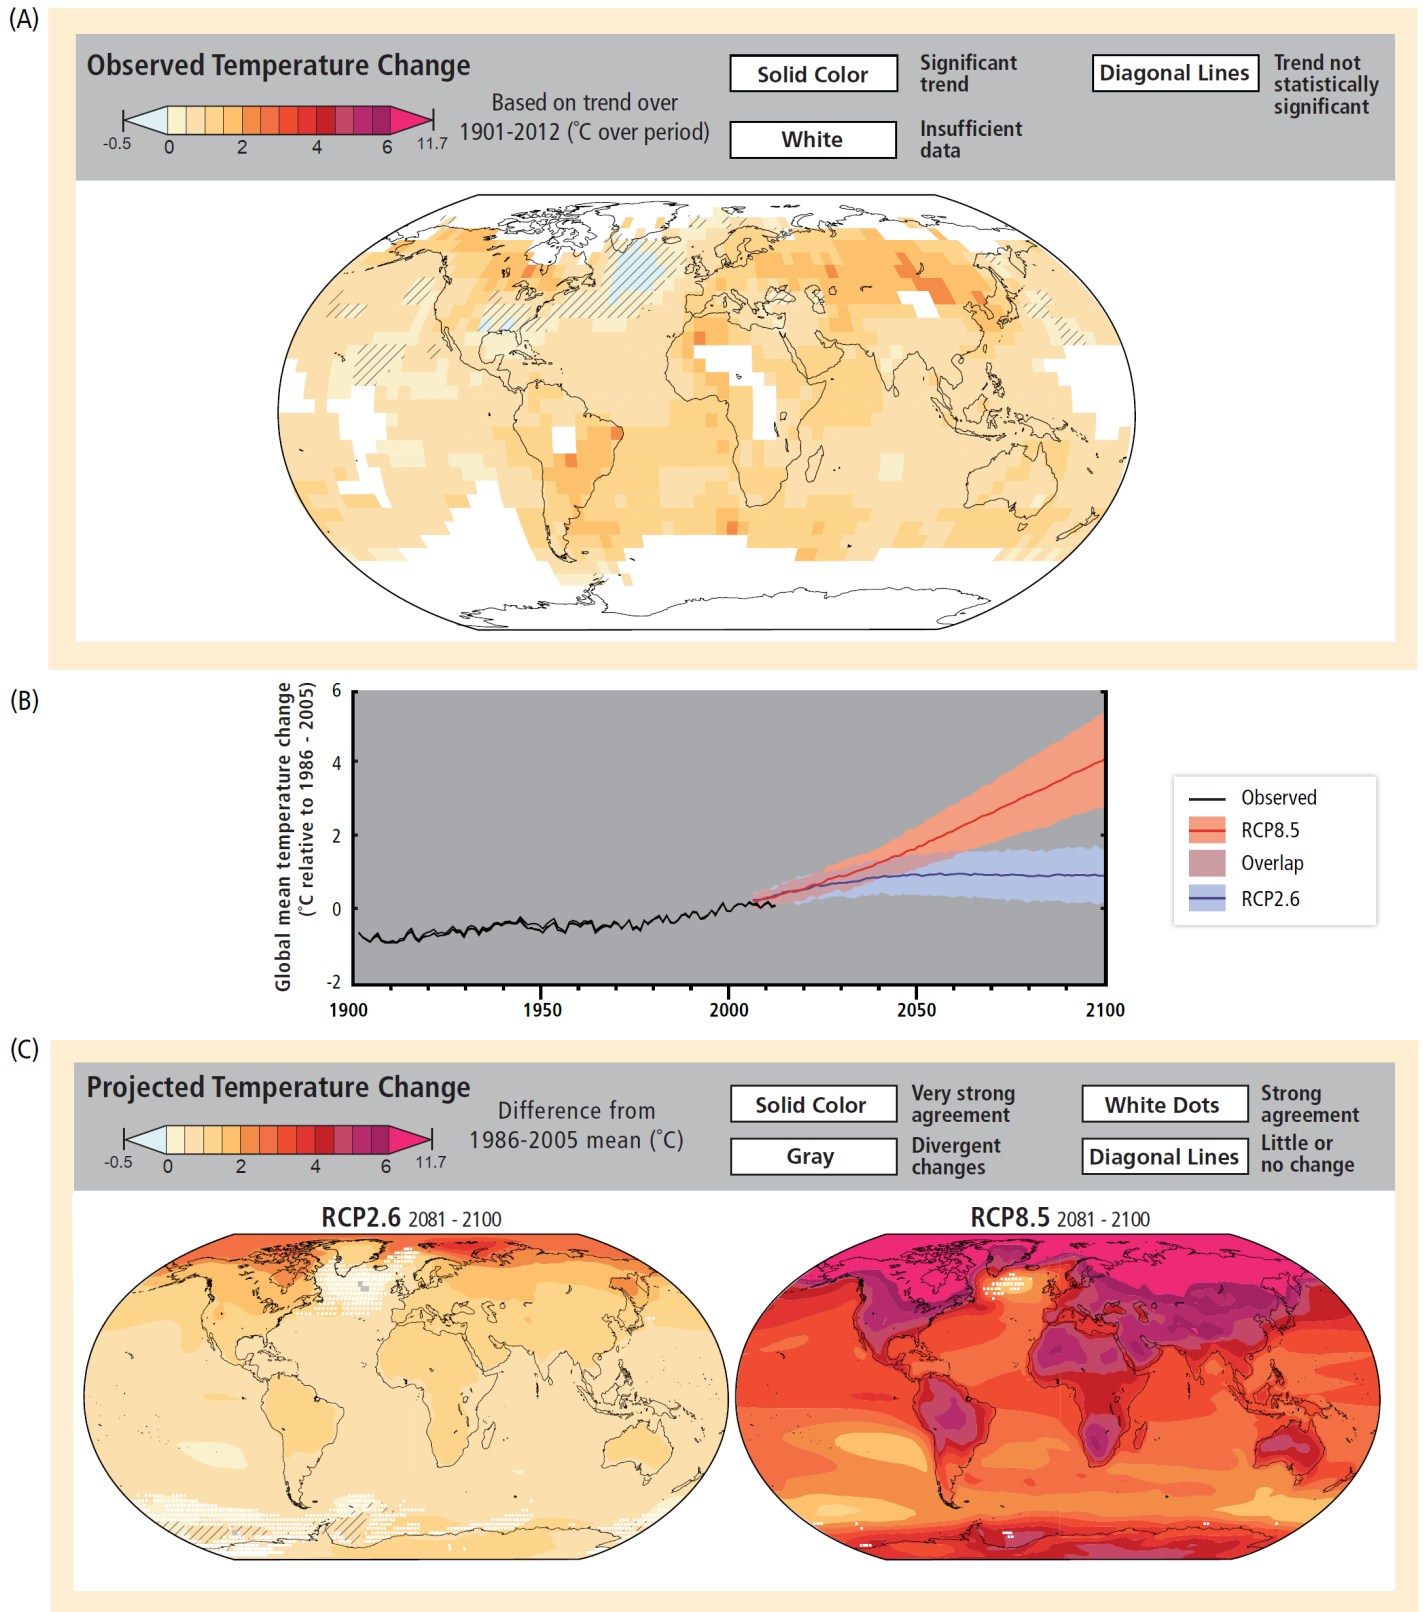 (A)
Observed Temperature Change
-0.5 0 2 4 6 11.7
Based on trend over
1901-2012 (˚C over period)
Solid Color
Significant
trend
White
Insufficient
data
Diagonal Lines
Trend not
statistically
significant
(B)
Global mean temperature change
(˚C relative to 1986 - 2005)
6
4
2
0
-2
1900 1950 2000 2050 2100
Observed
RCP8.5
Overlap
RCP2.6
(C)
Projected Temperature Change
-0.5 0 2 4 6 11.7
Difference from
1986-2005 mean (˚C)
Solid Color
Very strong
agreement
Gray
Divergent
changes
White Dots
Strong
agreement
Diagonal Lines
Little or
no change
RCP2.6 2081 - 2100
RCP8.5 2081 - 2100